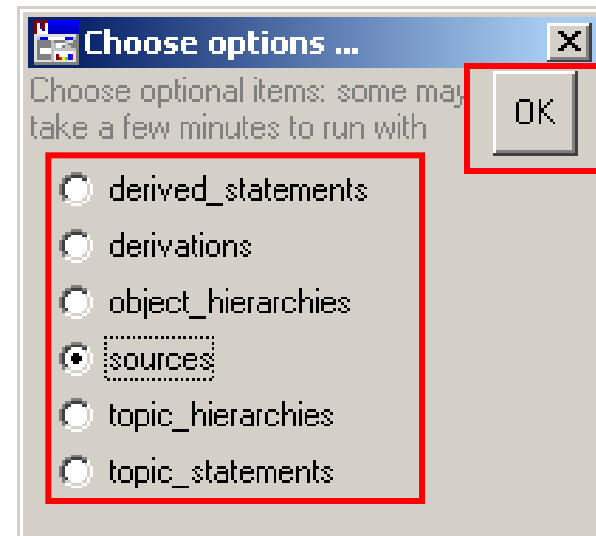 Choose options ...
Choose optional items: some may
take a few minutes to run with
OK
derived_statements
derivations
object_hierarchies
sources
topic_hierarchies
topic_statements